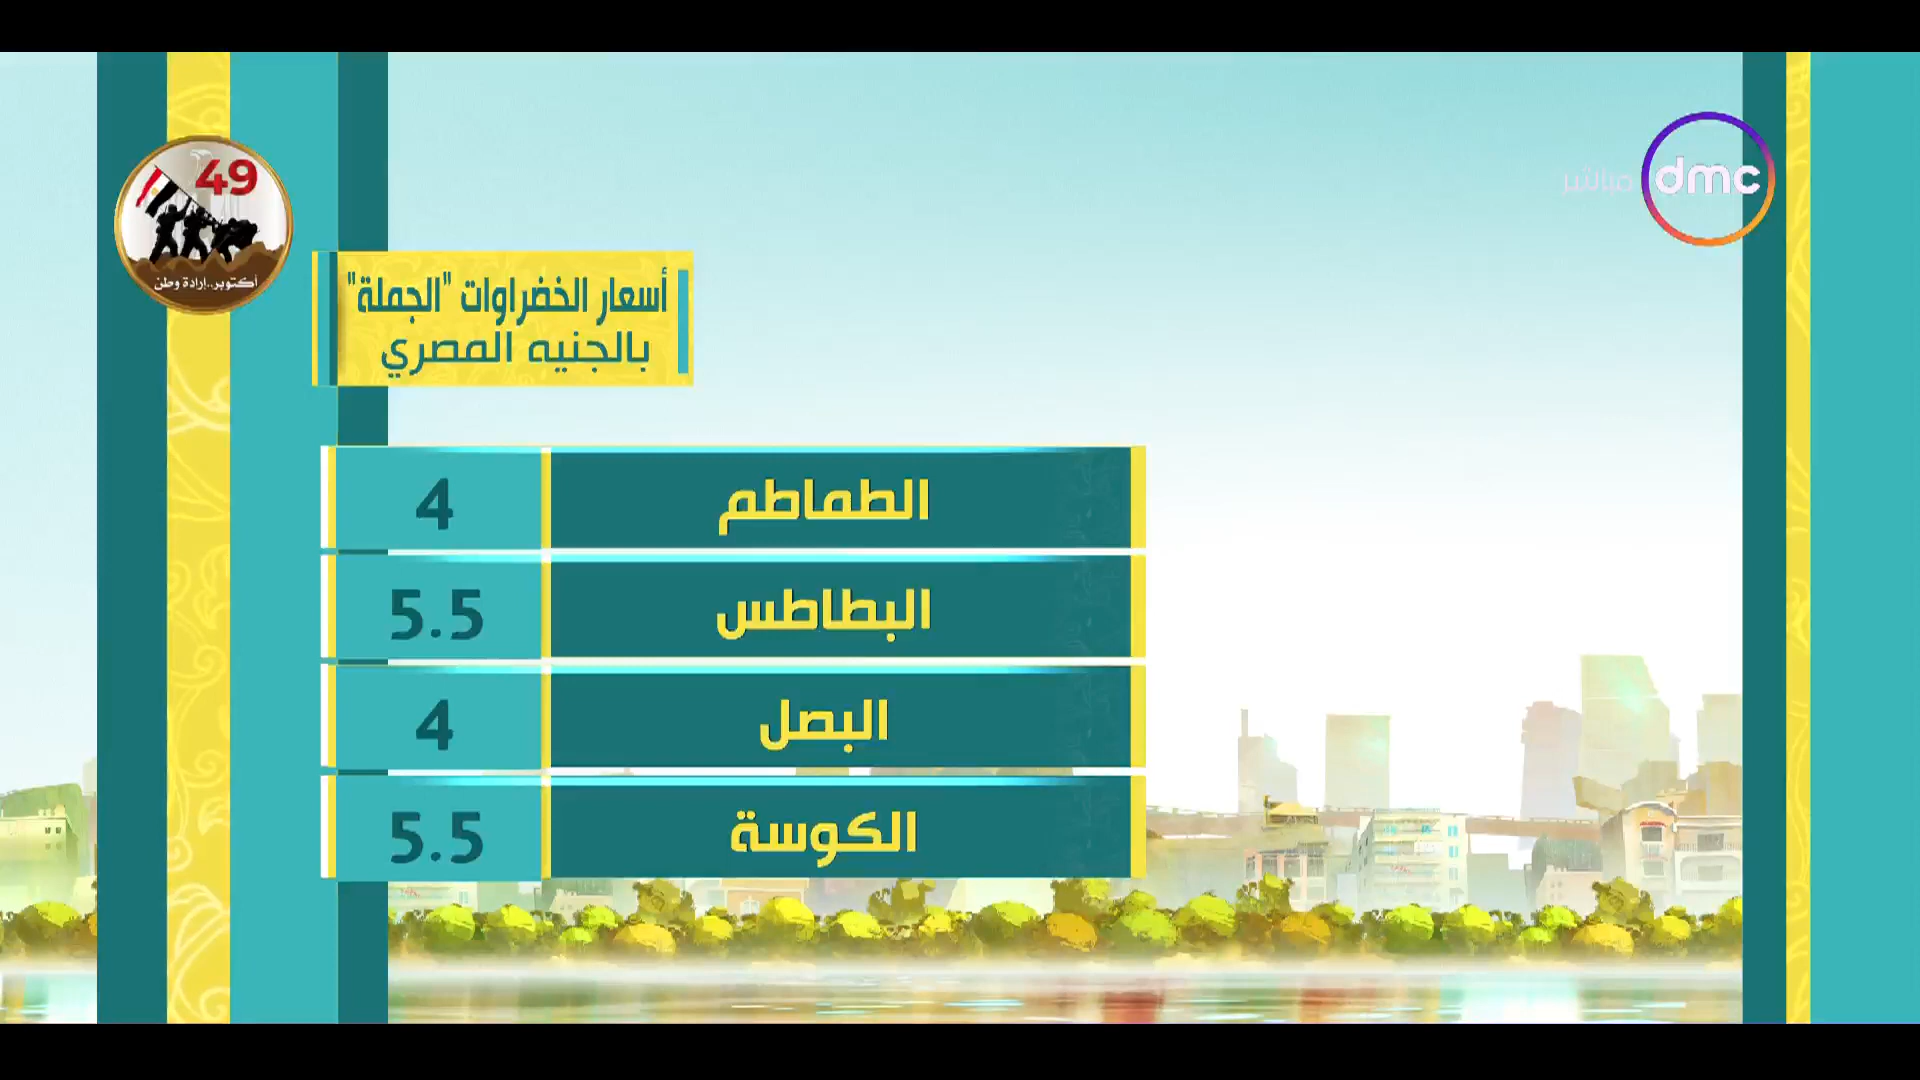 49
أكتوبر..إرادة وطن
dmc
مباشر
أسعار الخضراوات "الجملة"
بالجنيه المصري
الطماطم 4
البطاطس 5.5
البصل 4
الكوسة 5.5